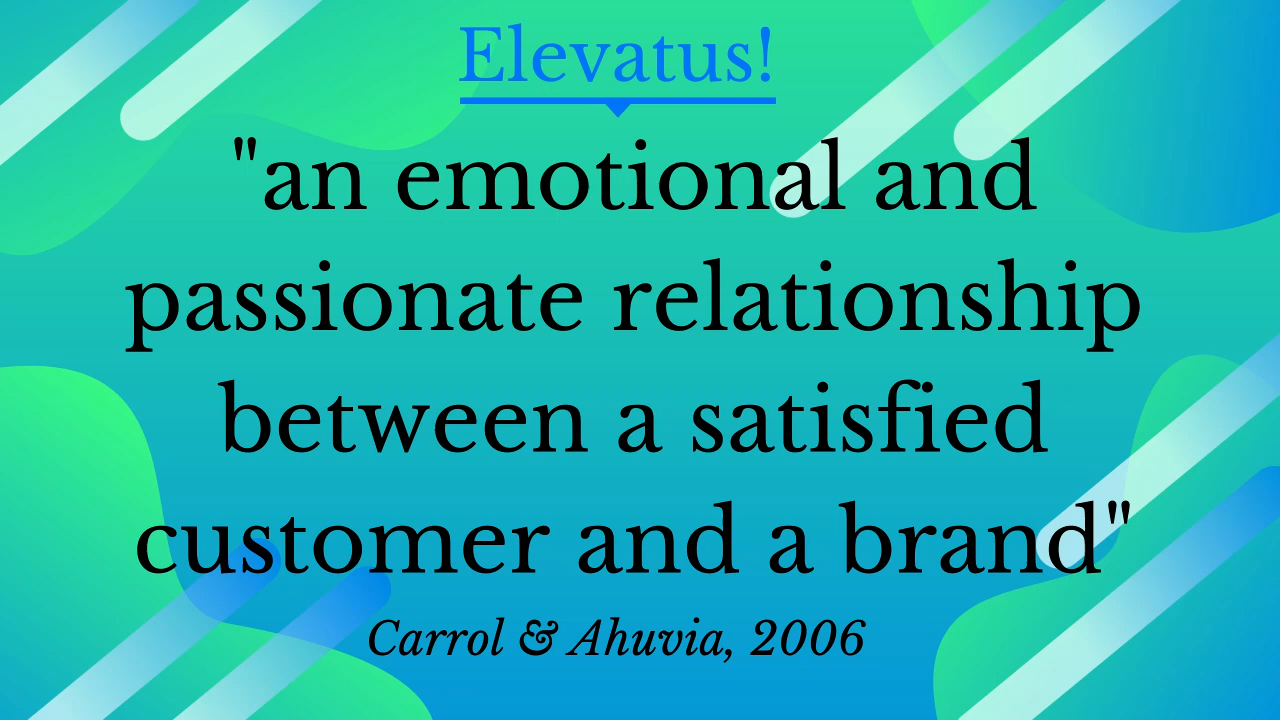 Elevatus!
"an emotional and
passionate relationship
between a satisfied
customer and a brand"
Carrol & Ahuvia, 2006